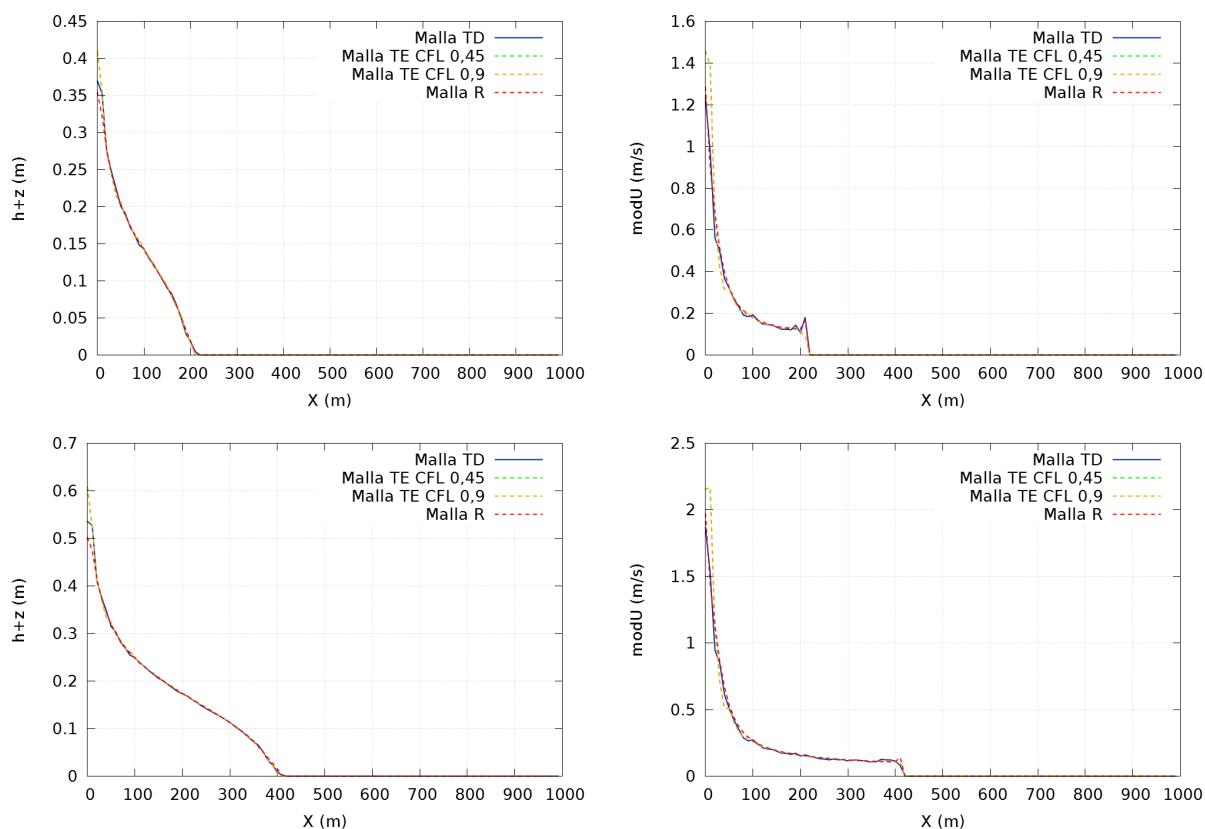 0.45
0.4
0.35
0.3
0.25
0.2
0.15
0.1
0.05
0
h+z (m)
Malla TD
Malla TE CFL 0,45
Malla TE CFL 0,9
Malla R
0 100 200 300 400 500 600 700 800 900 1000
X (m)
1.6
1.4
1.2
1
0.8
0.6
0.4
0.2
0
modU (m/s)
Malla TD
Malla TE CFL 0,45
Malla TE CFL 0,9
Malla R
0 100 200 300 400 500 600 700 800 900 1000
X (m)
0.7
0.6
0.5
0.4
0.3
0.2
0.1
0
h+z (m)
Malla TD
Malla TE CFL 0,45
Malla TE CFL 0,9
Malla R
0 100 200 300 400 500 600 700 800 900 1000
X (m)
2.5
2
1.5
1
0.5
0
modU (m/s)
Malla TD
Malla TE CFL 0,45
Malla TE CFL 0,9
Malla R
0 100 200 300 400 500 600 700 800 900 1000
X (m)